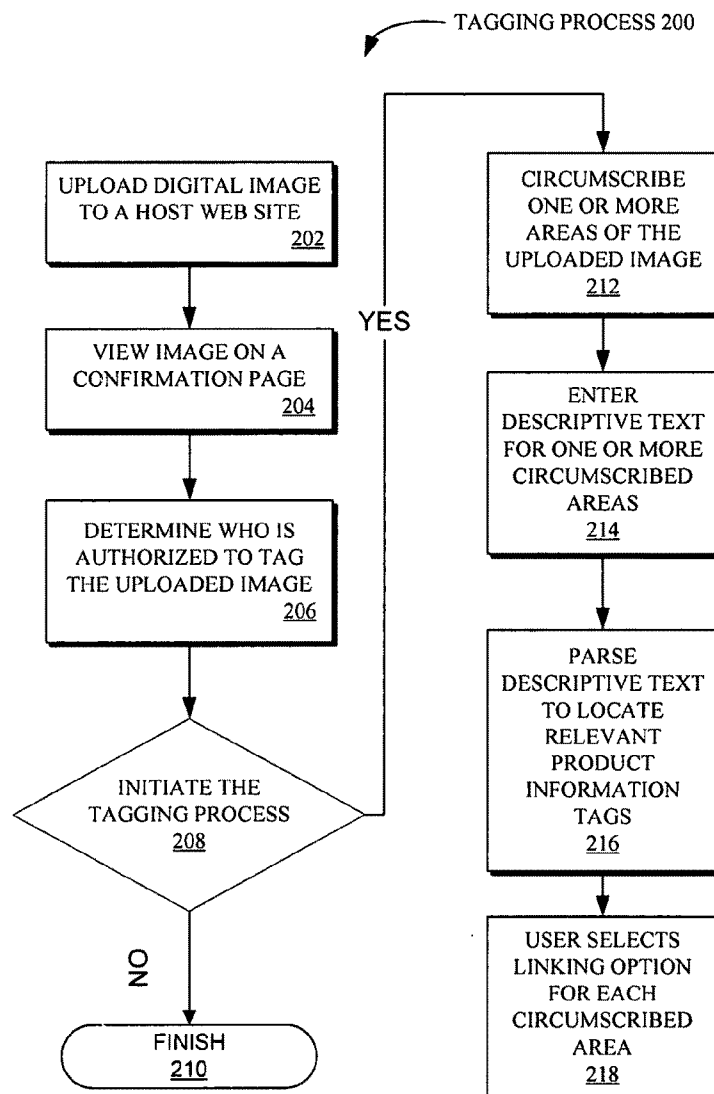 TAGGING PROCESS 200
UPLOAD DIGITAL IMAGE
TO A HOST WEB SITE
202
VIEW IMAGE ON A
CONFIRMATION PAGE
204
DETERMINE WHO IS
AUTHORIZED TO TAG
THE UPLOADED IMAGE
206
INITIATE THE
TAGGING PROCESS
208
NO
FINISH
210
YES
CIRCUMSCRIBE
ONE OR MORE
AREAS OF THE
UPLOADED IMAGE
212
ENTER
DESCRIPTIVE TEXT
FOR ONE OR MORE
CIRCUMSCRIBED
AREAS
214
PARSE
DESCRIPTIVE TEXT
TO LOCATE
RELEVANT
PRODUCT
INFORMATION
TAGS
216
USER SELECTS
LINKING OPTION
FOR EACH
CIRCUMSCRIBED
AREA
218